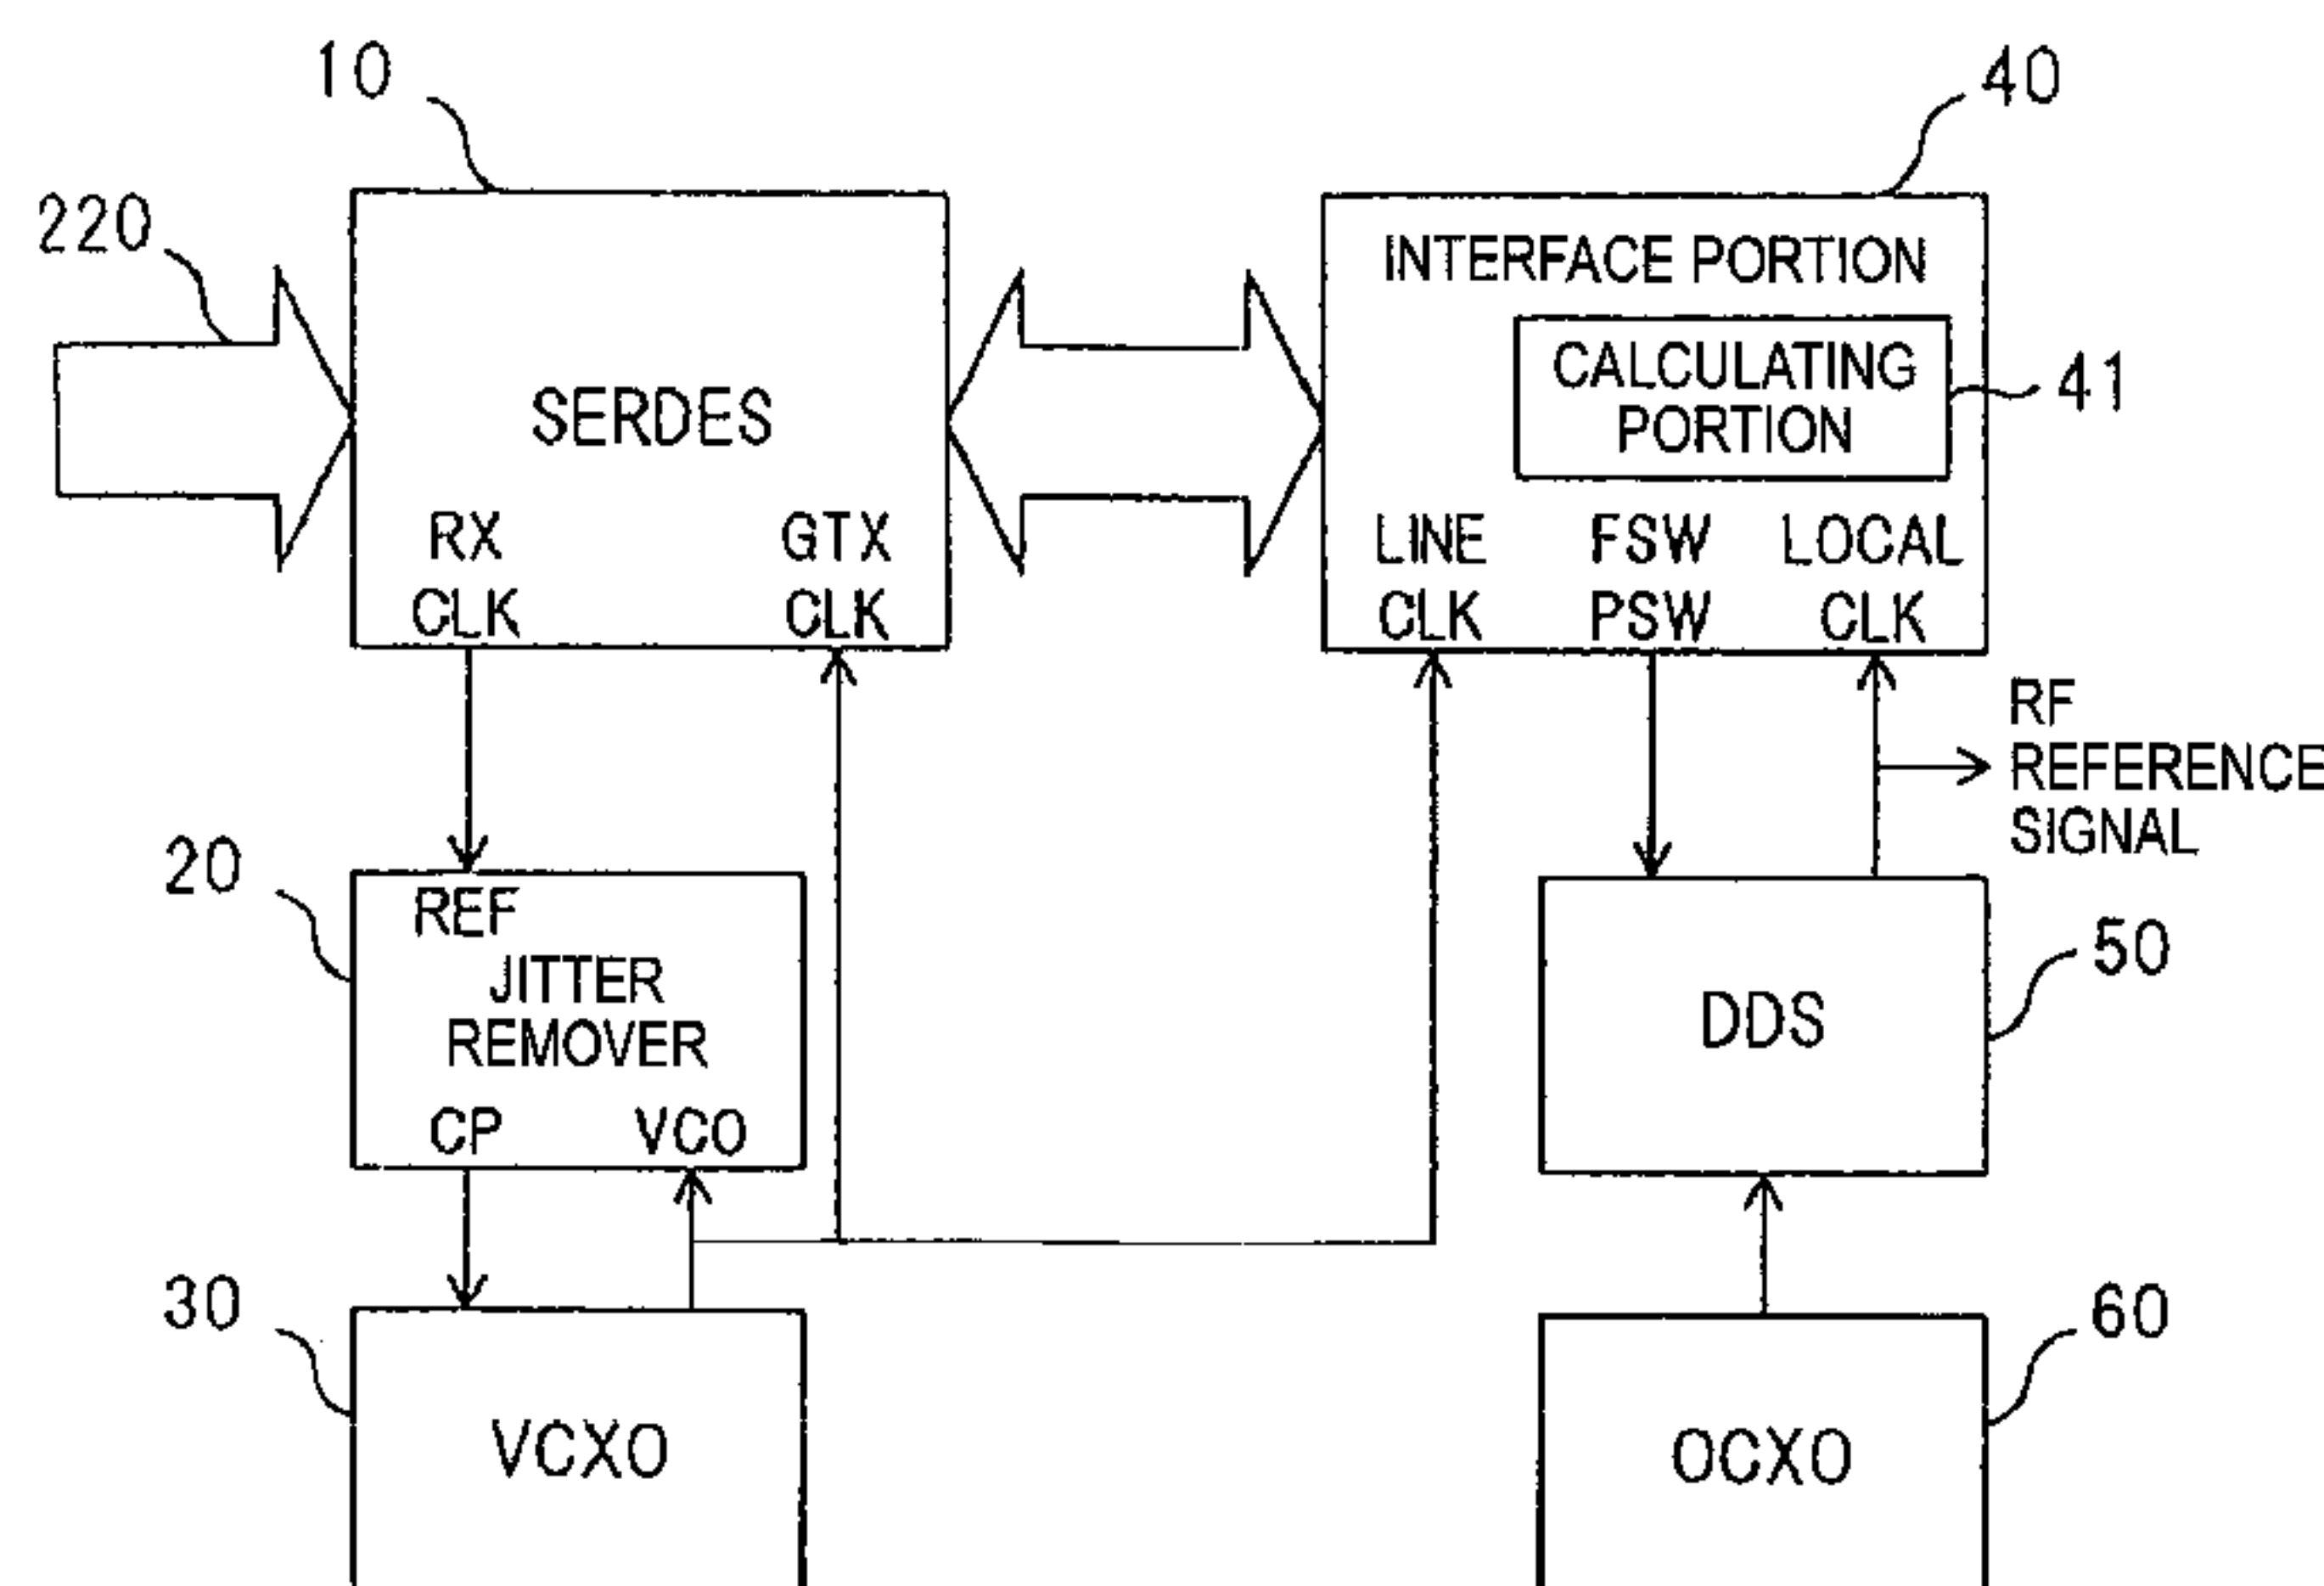 10
40
220
INTERFACE PORTION
CALCULATING
PORTION
41
SERDES
RX
CLK
GTX
CLK
LINE
CLK
FSW
PSW
LOCAL
CLK
RF
REFERENCE
SIGNAL
20
REF
JITTER
REMOVER
CP
VCO
50
DDS
30
VCXO
60
OCXO